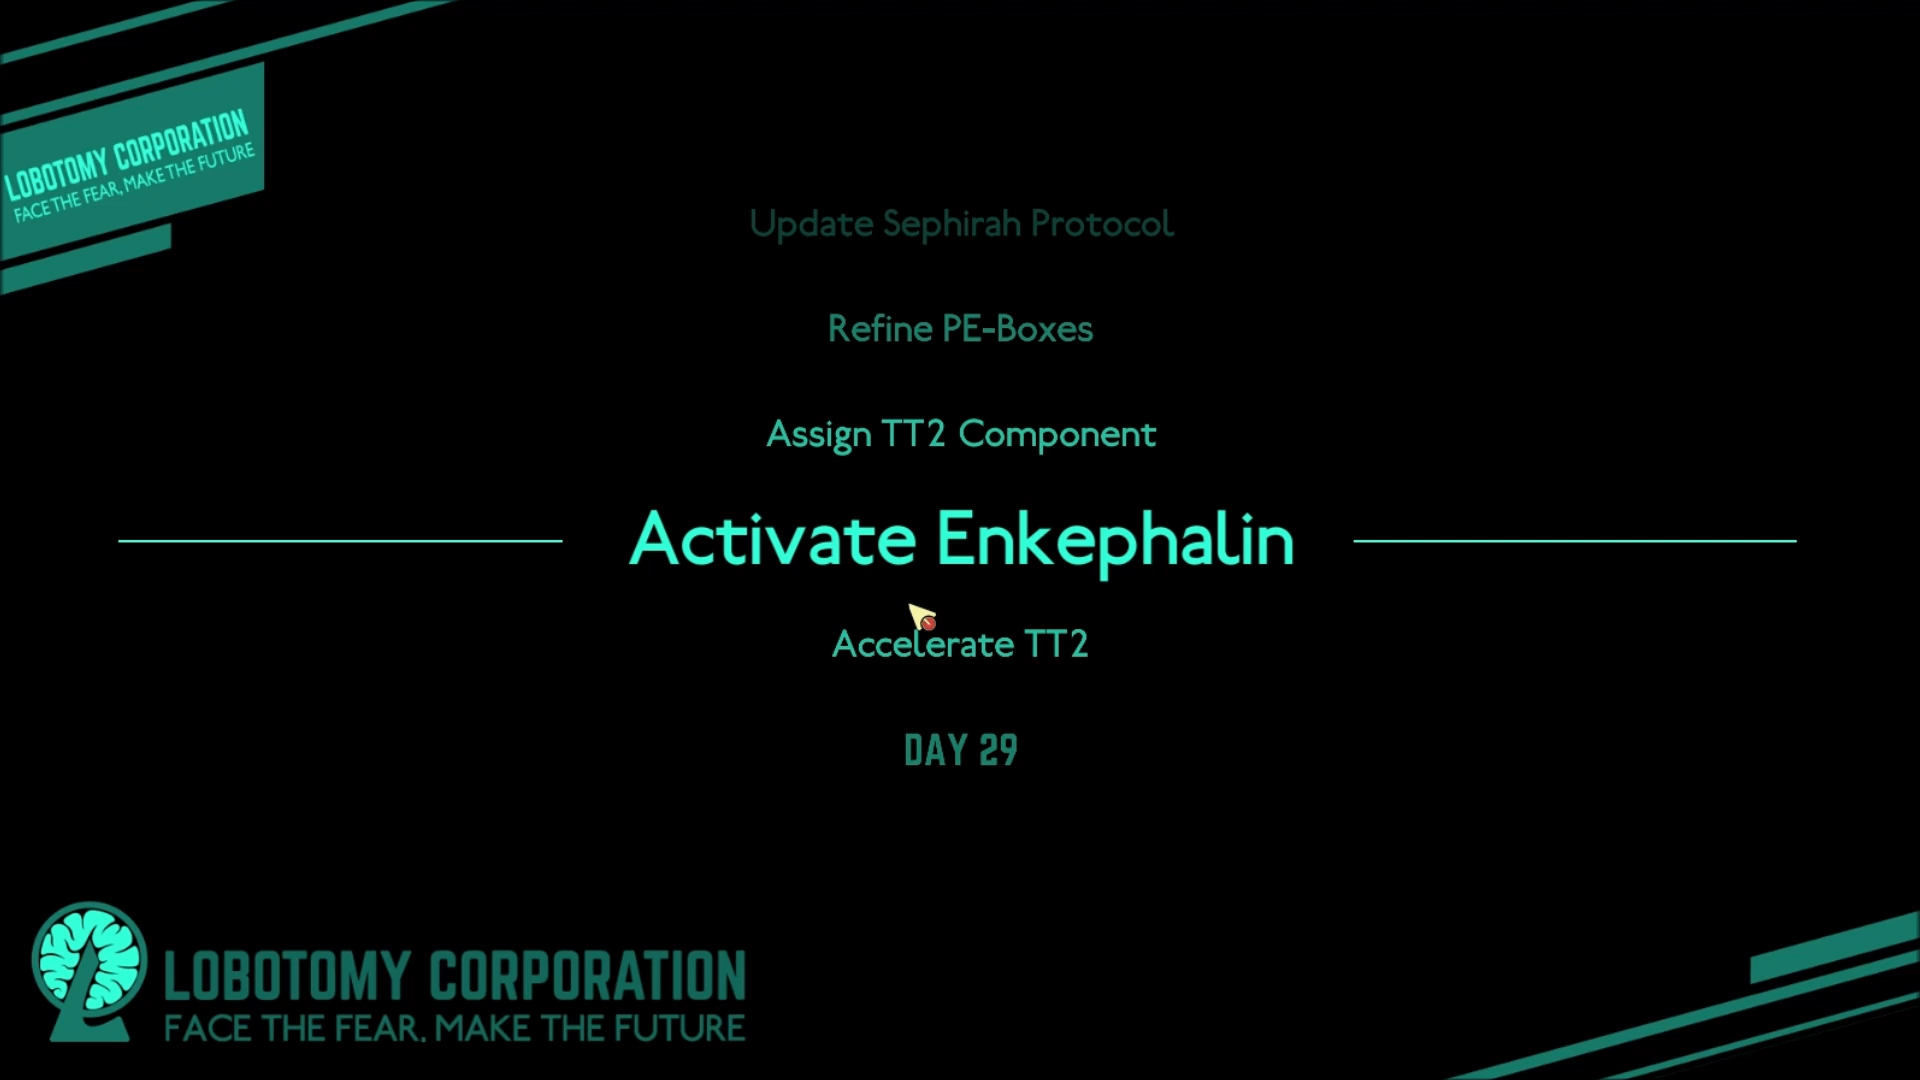 LOBOTOMY CORPORATION
FACE THE FEAR, MAKE THE FUTURE
Update Sephirah Protocol
Refine PE-Boxes
Assign TT2 Component
Activate Enkephalin
Accelerate TT2
DAY 29
LOBOTOMY CORPORATION
FACE THE FEAR, MAKE THE FUTURE